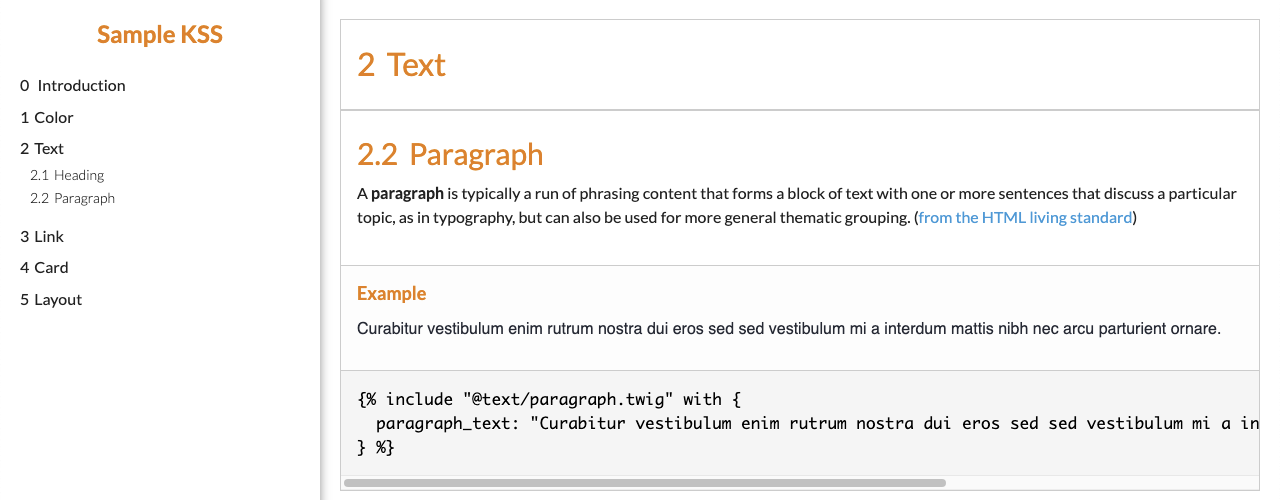 Sample KSS
0 Introduction
1 Color
2 Text
2.1 Heading
2.2 Paragraph
3 Link
4 Card
5 Layout
2 Text
2.2 Paragraph
A paragraph is typically a run of phrasing content that forms a block of text with one or more sentences that discuss a particular
topic, as in typography, but can also be used for more general thematic grouping. (from the HTML living standard)
Example
Curabitur vestibulum enim rutrum nostra dui eros sed sed vestibulum mi a interdum mattis nibh nec arcu parturient ornare.
{% include "@text/paragraph.twig" with {
  paragraph_text: "Curabitur vestibulum enim rutrum nostra dui eros sed sed vestibulum mi a in
} %}